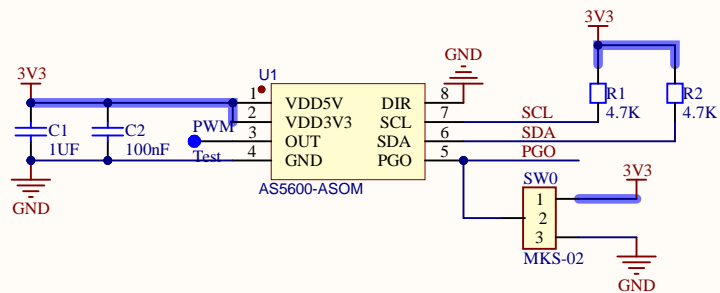 3V3
GND
3V3
U1
1 VDD5V DIR 8
2 VDD3V3 SCL 7 SCL
3 OUT SDA 6 SDA
4 GND PGO 5 PGO
PWM
Test
C1
1UF
C2
100nF
R1
4.7K
R2
4.7K
AS5600-ASOM
GND
SW0
3V3
1
2
3
MKS-02
GND